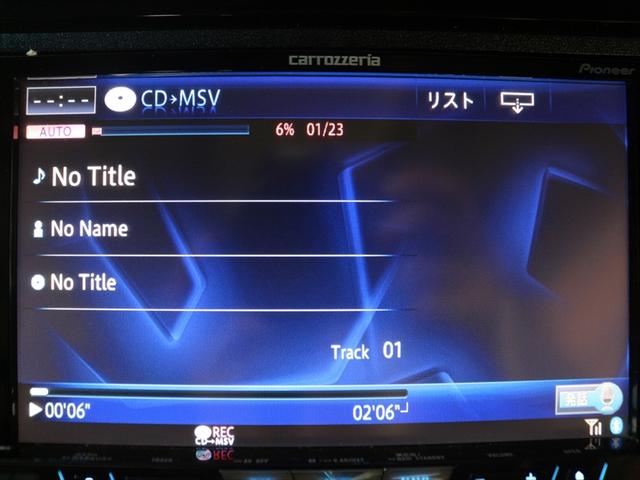 carrozzeria
Pioneer
--:-- CD→MSV リスト
AUTO 6% 01/23
No Title
No Name
No Title
Track 01
00'06" 02'06" 発話
REC
CD→MSV